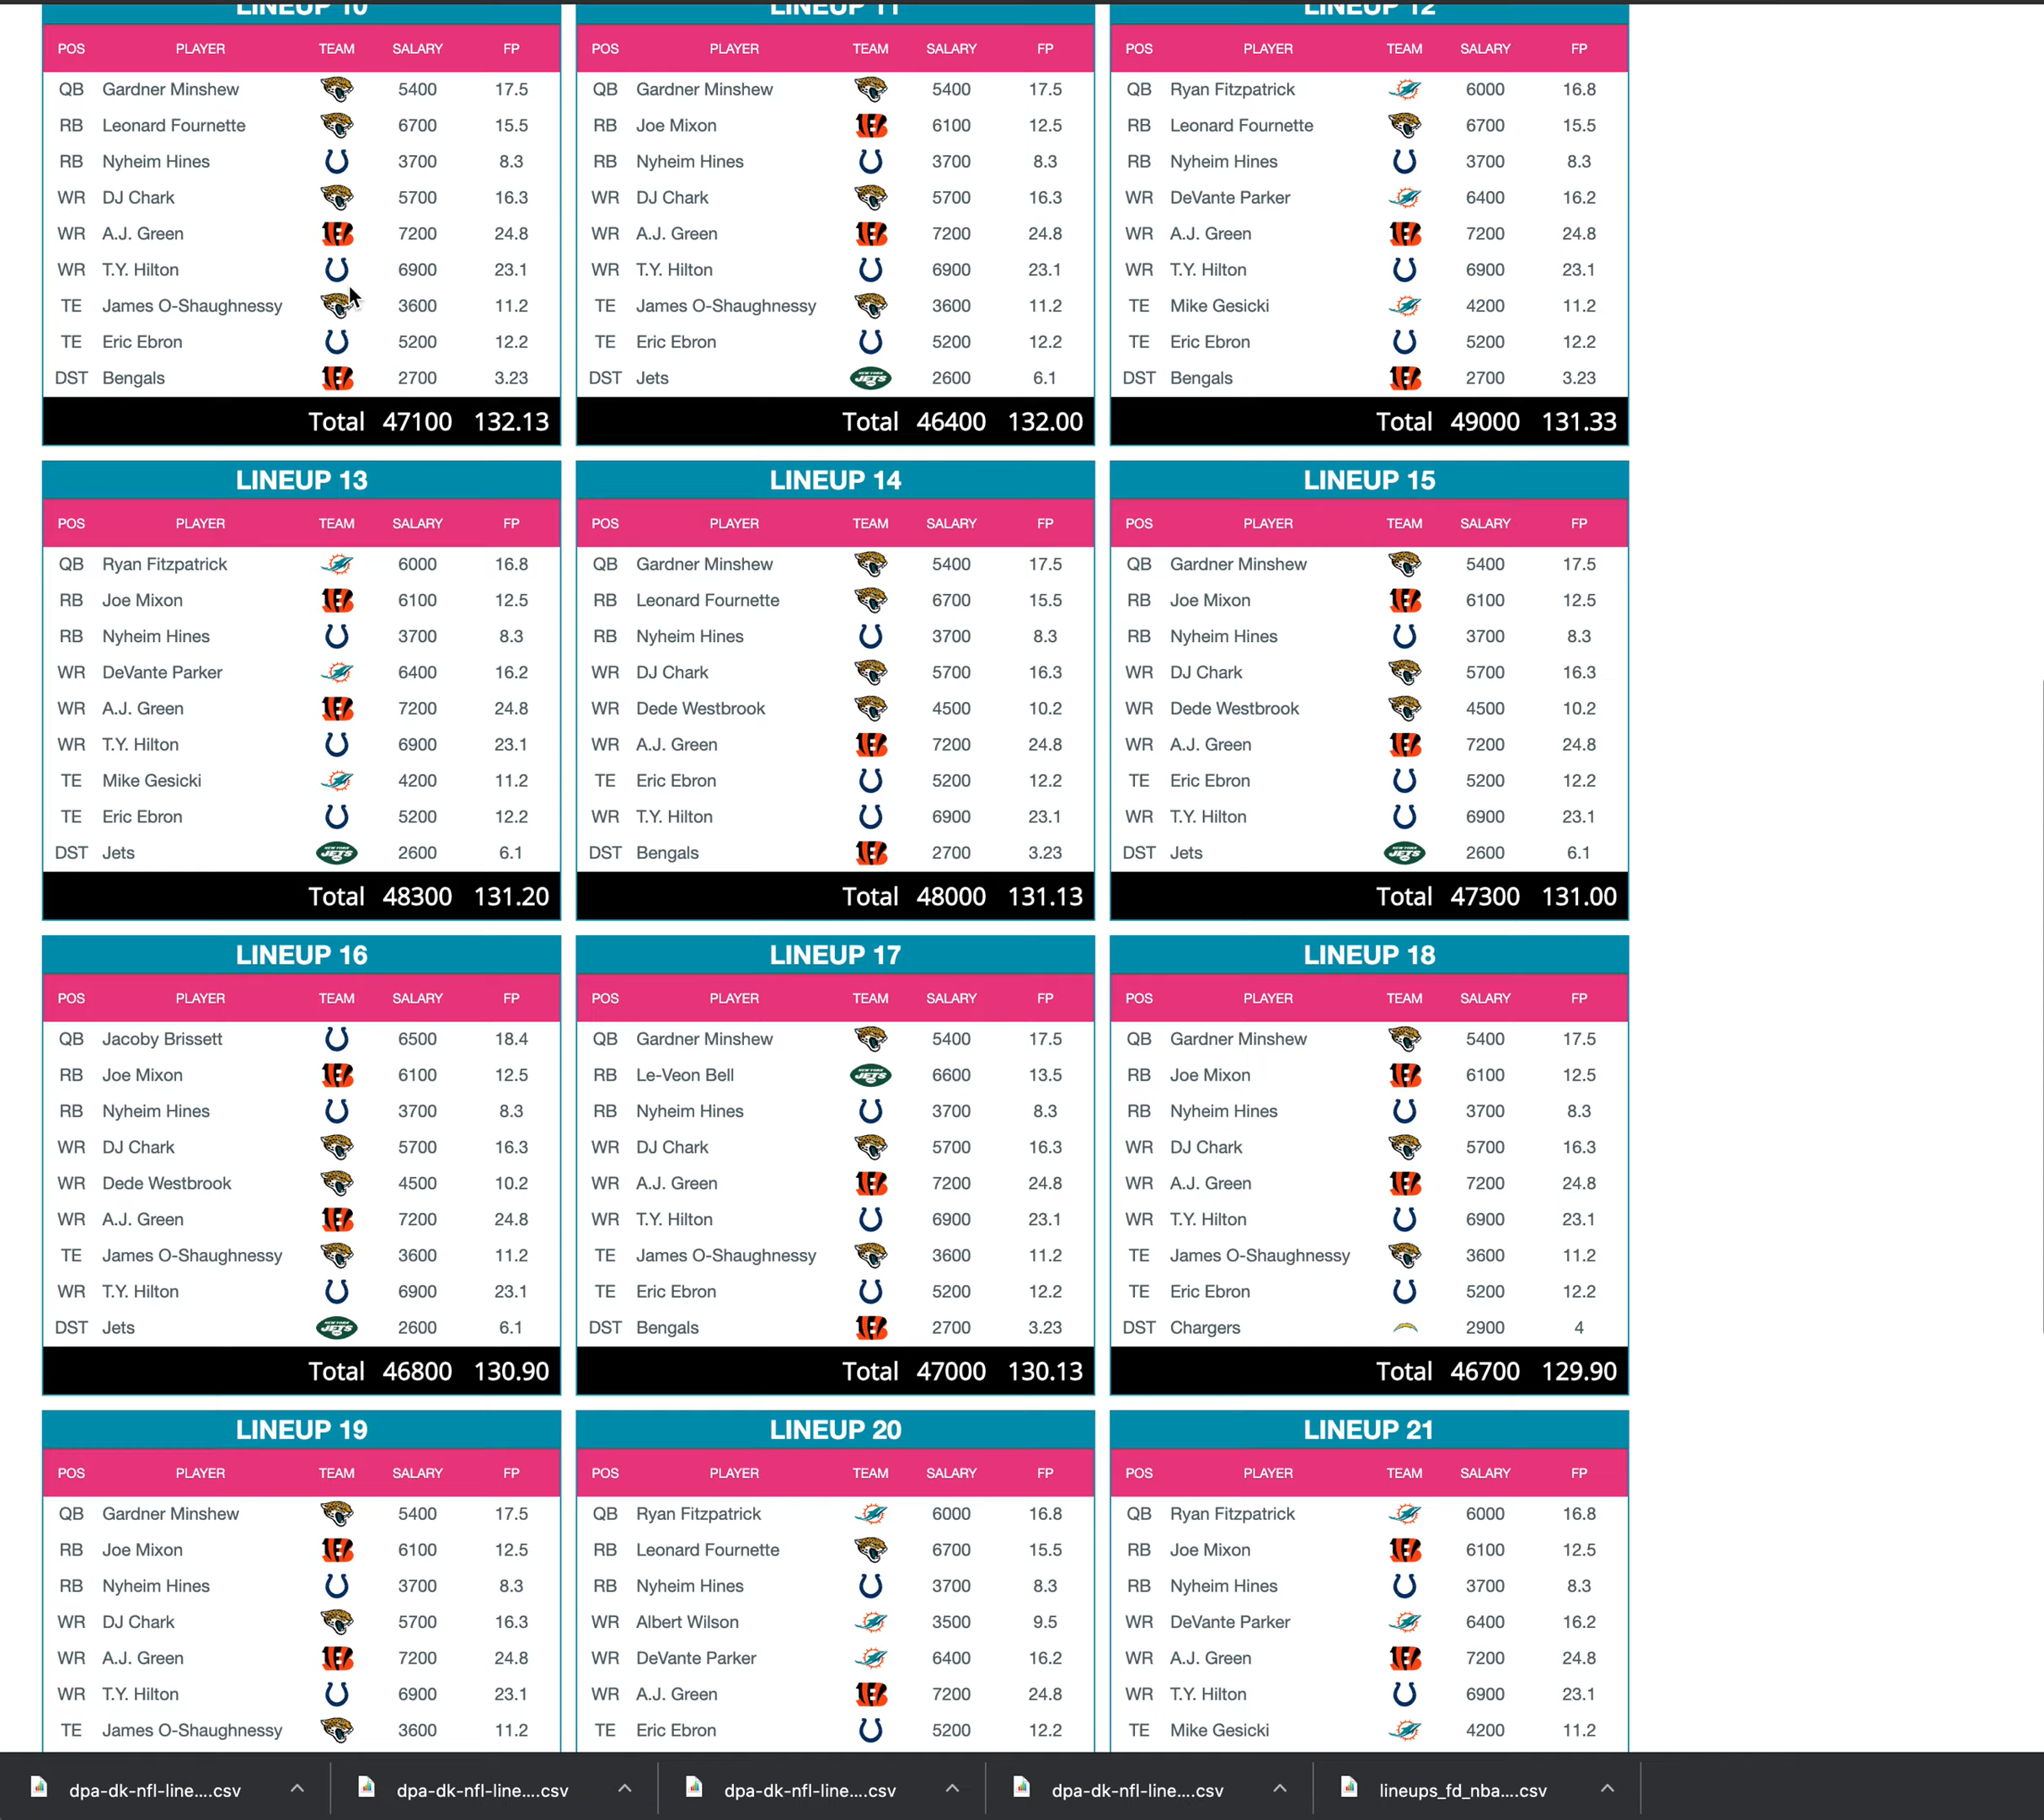 LINEUP 10
POS PLAYER TEAM SALARY FP
QB Gardner Minshew 5400 17.5
RB Leonard Fournette 6700 15.5
RB Nyheim Hines 3700 8.3
WR DJ Chark 5700 16.3
WR A.J. Green 7200 24.8
WR T.Y. Hilton 6900 23.1
TE James O-Shaughnessy 3600 11.2
TE Eric Ebron 5200 12.2
DST Bengals 2700 3.23
Total 47100 132.13
LINEUP 11
POS PLAYER TEAM SALARY FP
QB Gardner Minshew 5400 17.5
RB Joe Mixon 6100 12.5
RB Nyheim Hines 3700 8.3
WR DJ Chark 5700 16.3
WR A.J. Green 7200 24.8
WR T.Y. Hilton 6900 23.1
TE James O-Shaughnessy 3600 11.2
TE Eric Ebron 5200 12.2
DST Jets JETS 2600 6.1
Total 46400 132.00
LINEUP 12
POS PLAYER TEAM SALARY FP
QB Ryan Fitzpatrick 6000 16.8
RB Leonard Fournette 6700 15.5
RB Nyheim Hines 3700 8.3
WR DeVante Parker 6400 16.2
WR A.J. Green 7200 24.8
WR T.Y. Hilton 6900 23.1
TE Mike Gesicki 4200 11.2
TE Eric Ebron 5200 12.2
DST Bengals 2700 3.23
Total 49000 131.33
LINEUP 13
POS PLAYER TEAM SALARY FP
QB Ryan Fitzpatrick 6000 16.8
RB Joe Mixon 6100 12.5
RB Nyheim Hines 3700 8.3
WR DeVante Parker 6400 16.2
WR A.J. Green 7200 24.8
WR T.Y. Hilton 6900 23.1
TE Mike Gesicki 4200 11.2
TE Eric Ebron 5200 12.2
DST Jets JETS 2600 6.1
Total 48300 131.20
LINEUP 14
POS PLAYER TEAM SALARY FP
QB Gardner Minshew 5400 17.5
RB Leonard Fournette 6700 15.5
RB Nyheim Hines 3700 8.3
WR DJ Chark 5700 16.3
WR Dede Westbrook 4500 10.2
WR A.J. Green 7200 24.8
TE Eric Ebron 5200 12.2
WR T.Y. Hilton 6900 23.1
DST Bengals 2700 3.23
Total 48000 131.13
LINEUP 15
POS PLAYER TEAM SALARY FP
QB Gardner Minshew 5400 17.5
RB Joe Mixon 6100 12.5
RB Nyheim Hines 3700 8.3
WR DJ Chark 5700 16.3
WR Dede Westbrook 4500 10.2
WR A.J. Green 7200 24.8
TE Eric Ebron 5200 12.2
WR T.Y. Hilton 6900 23.1
DST Jets JETS 2600 6.1
Total 47300 131.00
LINEUP 16
POS PLAYER TEAM SALARY FP
QB Jacoby Brissett 6500 18.4
RB Joe Mixon 6100 12.5
RB Nyheim Hines 3700 8.3
WR DJ Chark 5700 16.3
WR Dede Westbrook 4500 10.2
WR A.J. Green 7200 24.8
TE James O-Shaughnessy 3600 11.2
WR T.Y. Hilton 6900 23.1
DST Jets JETS 2600 6.1
Total 46800 130.90
LINEUP 17
POS PLAYER TEAM SALARY FP
QB Gardner Minshew 5400 17.5
RB Le-Veon Bell JETS 6600 13.5
RB Nyheim Hines 3700 8.3
WR DJ Chark 5700 16.3
WR A.J. Green 7200 24.8
WR T.Y. Hilton 6900 23.1
TE James O-Shaughnessy 3600 11.2
TE Eric Ebron 5200 12.2
DST Bengals 2700 3.23
Total 47000 130.13
LINEUP 18
POS PLAYER TEAM SALARY FP
QB Gardner Minshew 5400 17.5
RB Joe Mixon 6100 12.5
RB Nyheim Hines 3700 8.3
WR DJ Chark 5700 16.3
WR A.J. Green 7200 24.8
WR T.Y. Hilton 6900 23.1
TE James O-Shaughnessy 3600 11.2
TE Eric Ebron 5200 12.2
DST Chargers 2900 4
Total 46700 129.90
LINEUP 19
POS PLAYER TEAM SALARY FP
QB Gardner Minshew 5400 17.5
RB Joe Mixon 6100 12.5
RB Nyheim Hines 3700 8.3
WR DJ Chark 5700 16.3
WR A.J. Green 7200 24.8
WR T.Y. Hilton 6900 23.1
TE James O-Shaughnessy 3600 11.2
LINEUP 20
POS PLAYER TEAM SALARY FP
QB Ryan Fitzpatrick 6000 16.8
RB Leonard Fournette 6700 15.5
RB Nyheim Hines 3700 8.3
WR Albert Wilson 3500 9.5
WR DeVante Parker 6400 16.2
WR A.J. Green 7200 24.8
TE Eric Ebron 5200 12.2
LINEUP 21
POS PLAYER TEAM SALARY FP
QB Ryan Fitzpatrick 6000 16.8
RB Joe Mixon 6100 12.5
RB Nyheim Hines 3700 8.3
WR DeVante Parker 6400 16.2
WR A.J. Green 7200 24.8
WR T.Y. Hilton 6900 23.1
TE Mike Gesicki 4200 11.2
dpa-dk-nfl-line....csv
dpa-dk-nfl-line....csv
dpa-dk-nfl-line....csv
dpa-dk-nfl-line....csv
lineups_fd_nba....csv